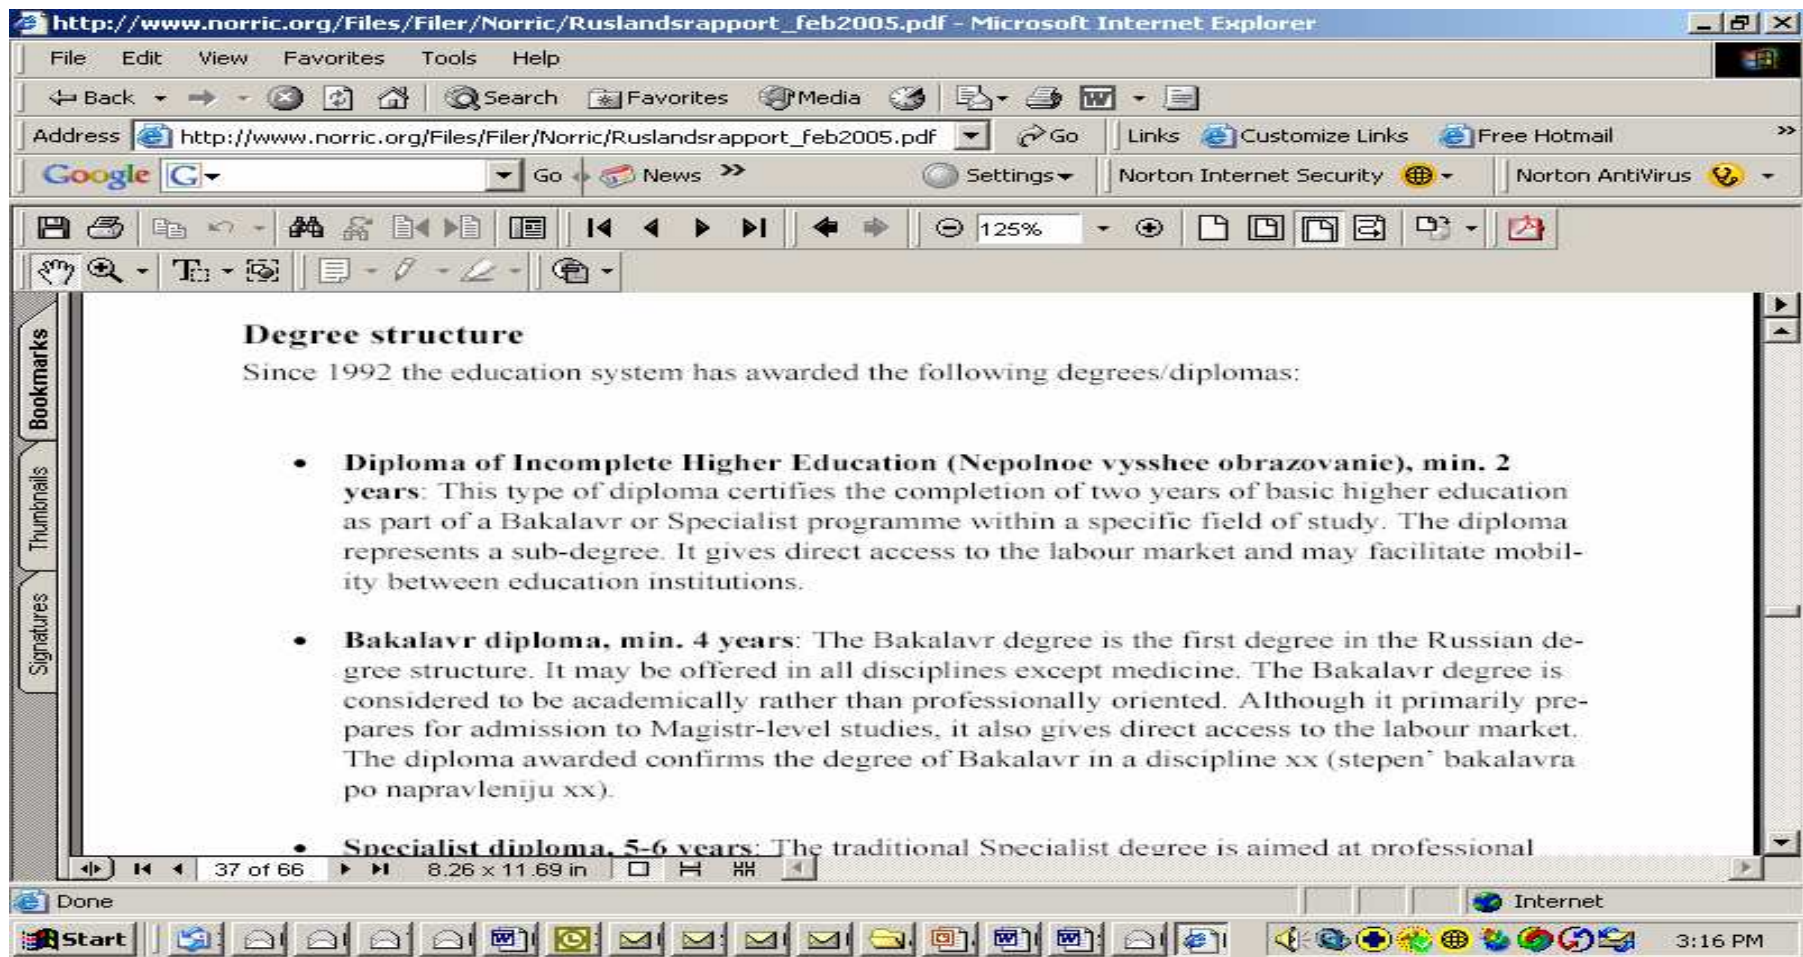 http://www.norric.org/Files/Filer/Norric/Ruslandsrapport_feb2005.pdf - Microsoft Internet Explorer
File Edit View Favorites Tools Help
Back Search Favorites Media
Address http://www.norric.org/Files/Filer/Norric/Ruslandsrapport_feb2005.pdf Go Links Customize Links Free Hotmail »
Google G Go News » Settings Norton Internet Security Norton AntiVirus
125%
Bookmarks
Thumbnails
Signatures
Degree structure
Since 1992 the education system has awarded the following degrees/diplomas:
• Diploma of Incomplete Higher Education (Nepolnoe vysshee obrazovanie), min. 2
years: This type of diploma certifies the completion of two years of basic higher education
as part of a Bakalavr or Specialist programme within a specific field of study. The diploma
represents a sub-degree. It gives direct access to the labour market and may facilitate mobil-
ity between education institutions.
• Bakalavr diploma, min. 4 years: The Bakalavr degree is the first degree in the Russian de-
gree structure. It may be offered in all disciplines except medicine. The Bakalavr degree is
considered to be academically rather than professionally oriented. Although it primarily pre-
pares for admission to Magistr-level studies, it also gives direct access to the labour market.
The diploma awarded confirms the degree of Bakalavr in a discipline xx (stepen' bakalavra
po napravleniju xx).
• Specialist diploma, 5-6 years: The traditional Specialist degree is aimed at professional
37 of 66 8.26 x 11.69 in
Done Internet
Start 3:16 PM